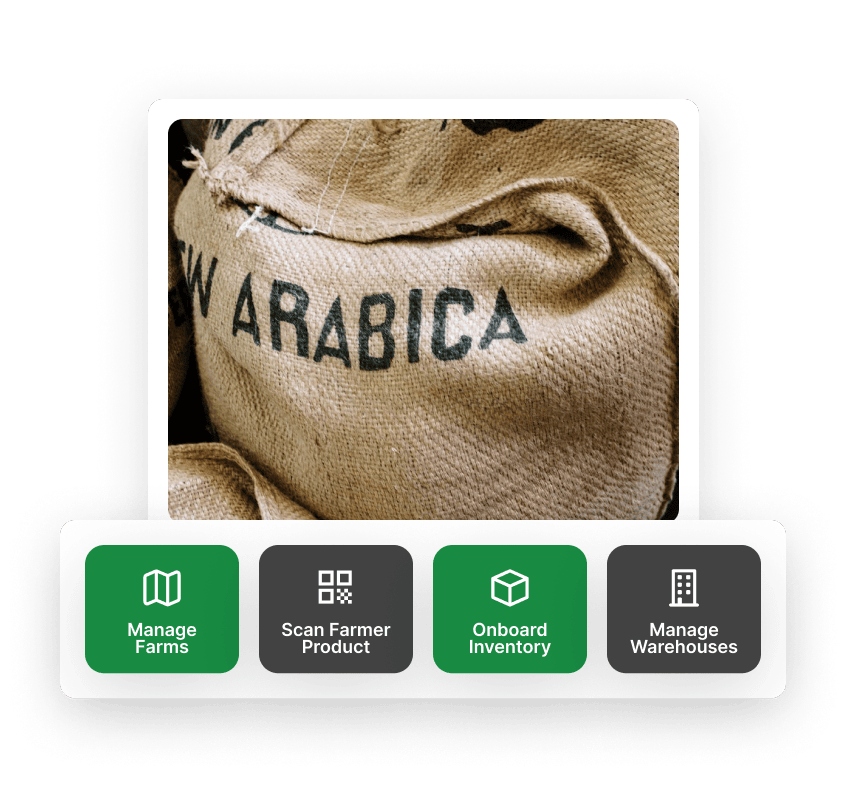 W ARABICA
Manage
Farms
Scan Farmer
Product
Onboard
Inventory
Manage
Warehouses